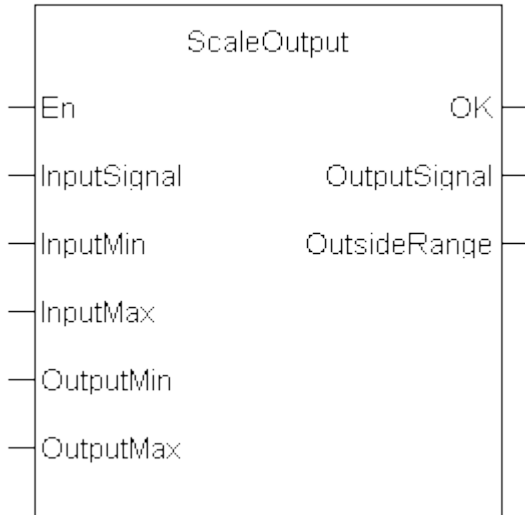 ScaleOutput
En OK
InputSignal OutputSignal
InputMin OutsideRange
InputMax
OutputMin
OutputMax